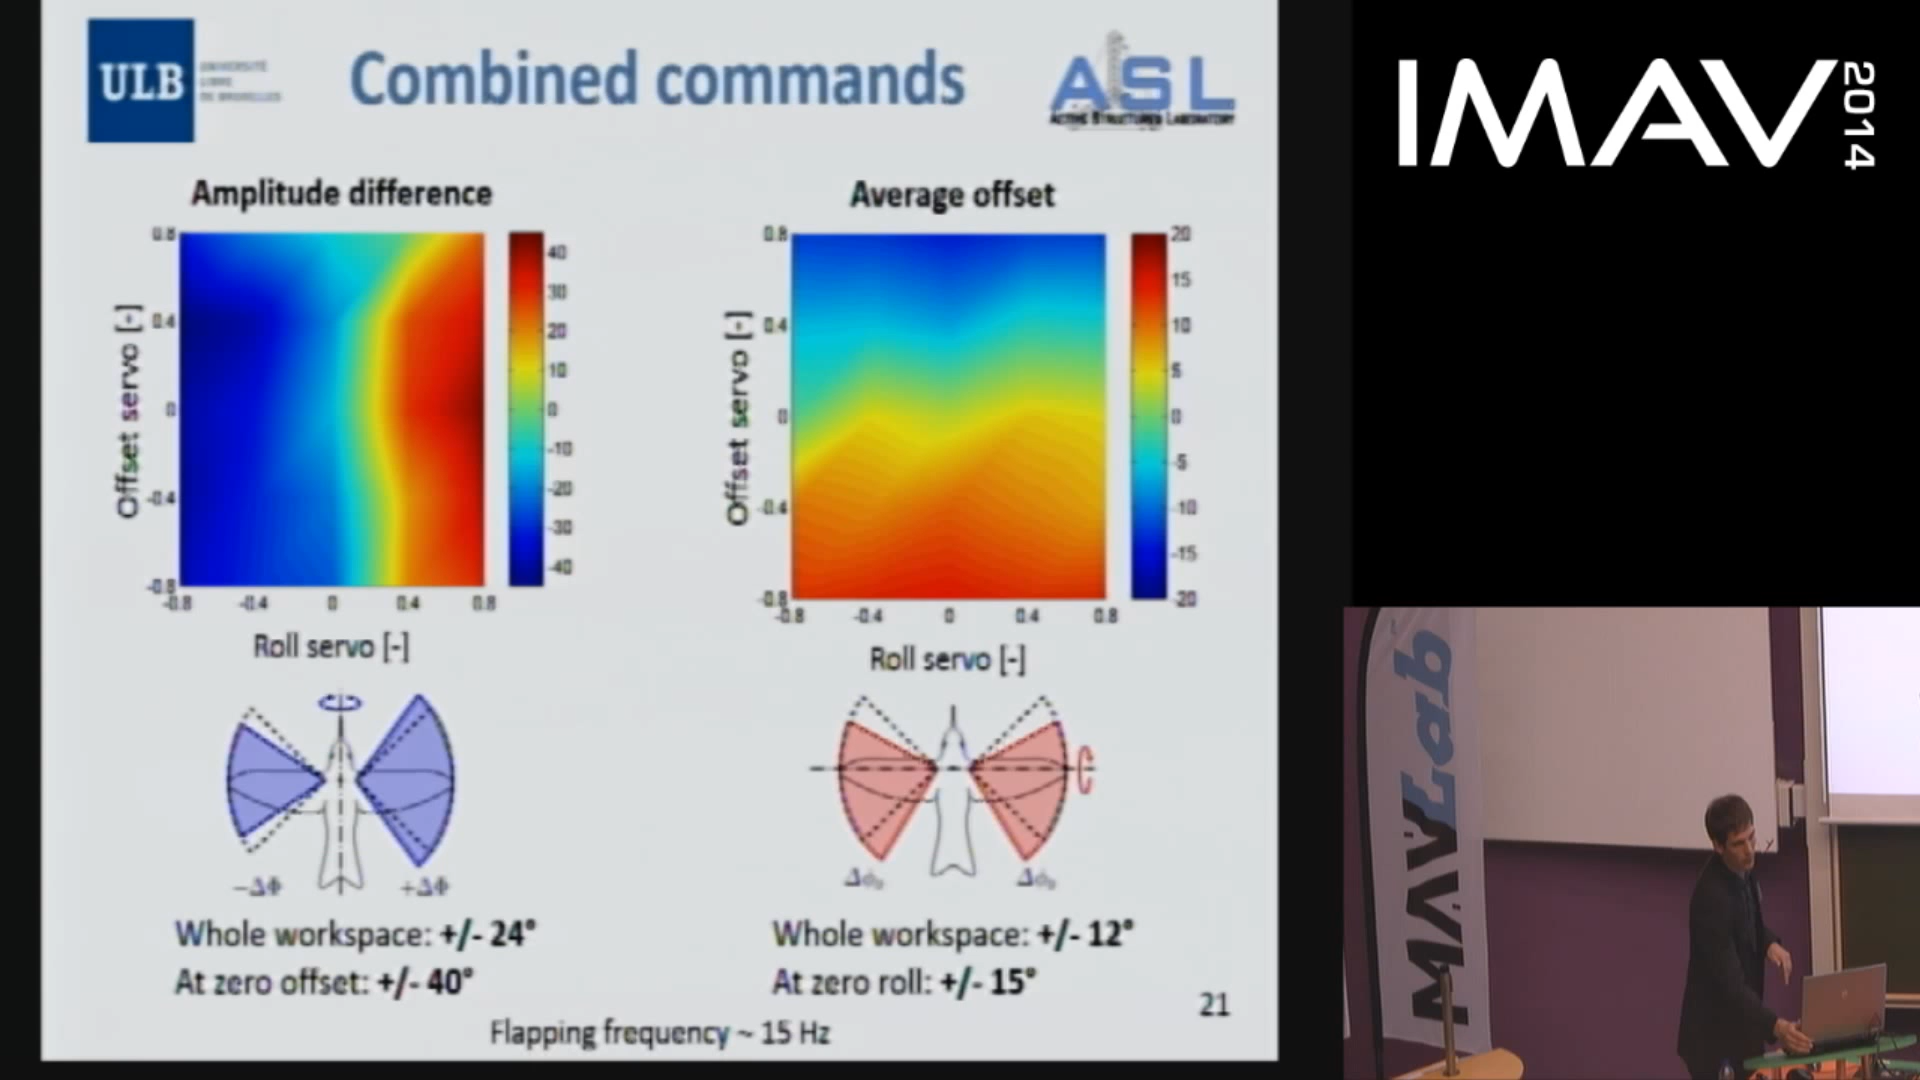 ULB
UNIVERSITÉ
LIBRE
DE BRUXELLES
Combined commands
ASL
ACTIVE STRUCTURES LABORATORY
IMAV 2014
Amplitude difference
Average offset
Offset servo [-]
0.8
0.4
0
-0.4
-0.8
-0.8 -0.4 0 0.4 0.8
Roll servo [-]
40
30
20
10
0
-10
-20
-30
-40
Offset servo [-]
0.8
0.4
0
-0.4
-0.8
-0.8 -0.4 0 0.4 0.8
Roll servo [-]
20
15
10
5
0
-5
-10
-15
-20
-ΔΦ +ΔΦ
Δϕ₀ Δϕ₀
Whole workspace: +/- 24°
At zero offset: +/- 40°
Whole workspace: +/- 12°
At zero roll: +/- 15°
Flapping frequency ~ 15 Hz
21
MAVLab